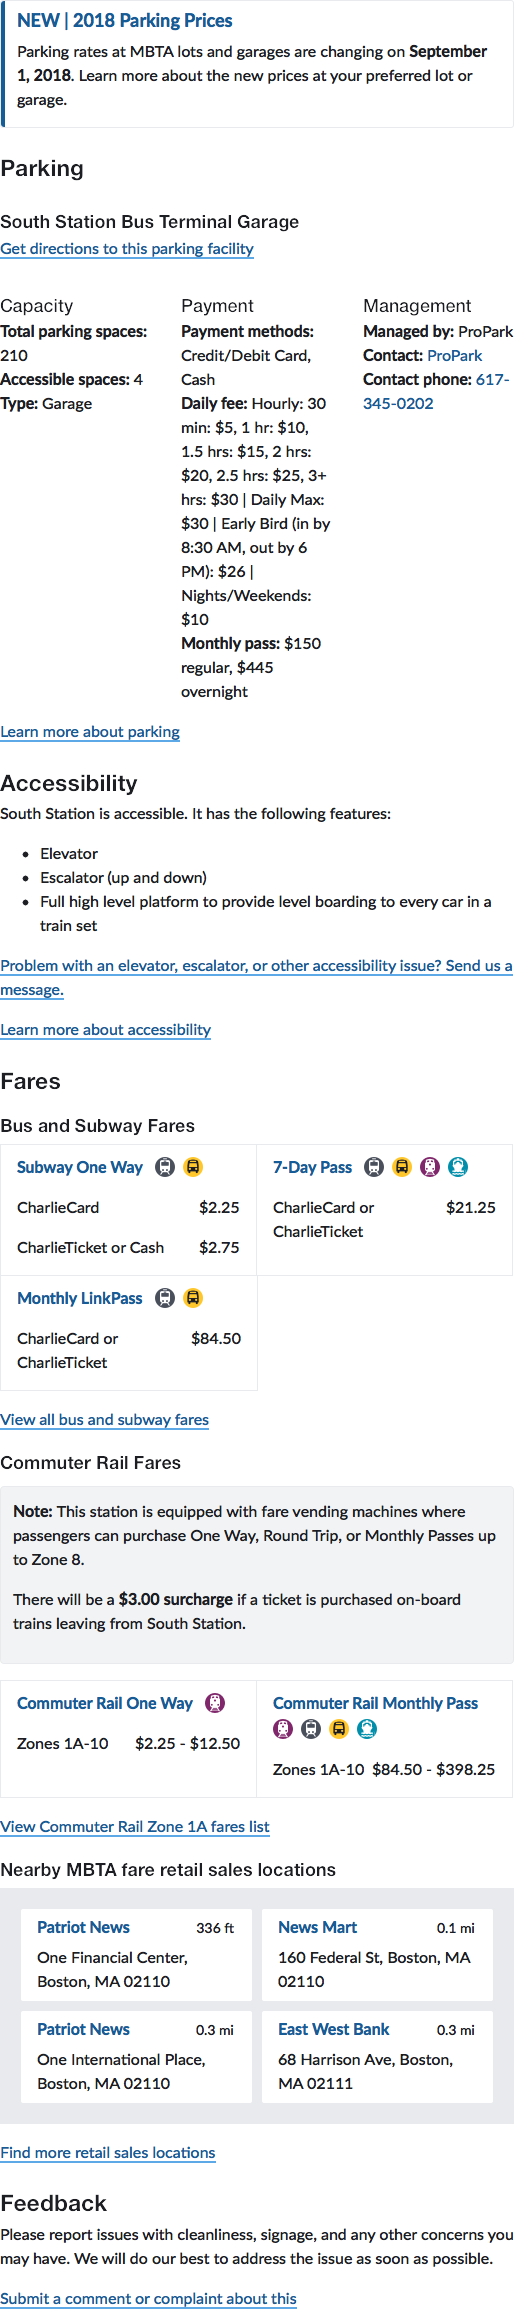 NEW | 2018 Parking Prices
Parking rates at MBTA lots and garages are changing on September
1, 2018. Learn more about the new prices at your preferred lot or
garage.
Parking
South Station Bus Terminal Garage
Get directions to this parking facility
Capacity
Total parking spaces:
210
Accessible spaces: 4
Type: Garage
Payment
Payment methods:
Credit/Debit Card,
Cash
Daily fee: Hourly: 30
min: $5, 1 hr: $10,
1.5 hrs: $15, 2 hrs:
$20, 2.5 hrs: $25, 3+
hrs: $30 | Daily Max:
$30 | Early Bird (in by
8:30 AM, out by 6
PM): $26 |
Nights/Weekends:
$10
Monthly pass: $150
regular, $445
overnight
Management
Managed by: ProPark
Contact: ProPark
Contact phone: 617-
345-0202
Learn more about parking
Accessibility
South Station is accessible. It has the following features:
• Elevator
• Escalator (up and down)
• Full high level platform to provide level boarding to every car in a
train set
Problem with an elevator, escalator, or other accessibility issue? Send us a
message.
Learn more about accessibility
Fares
Bus and Subway Fares
Subway One Way
CharlieCard $2.25
CharlieTicket or Cash $2.75
7-Day Pass
CharlieCard or $21.25
CharlieTicket
Monthly LinkPass
CharlieCard or $84.50
CharlieTicket
View all bus and subway fares
Commuter Rail Fares
Note: This station is equipped with fare vending machines where
passengers can purchase One Way, Round Trip, or Monthly Passes up
to Zone 8.
There will be a $3.00 surcharge if a ticket is purchased on-board
trains leaving from South Station.
Commuter Rail One Way
Zones 1A-10 $2.25 - $12.50
Commuter Rail Monthly Pass
Zones 1A-10 $84.50 - $398.25
View Commuter Rail Zone 1A fares list
Nearby MBTA fare retail sales locations
Patriot News 336 ft
One Financial Center,
Boston, MA 02110
News Mart 0.1 mi
160 Federal St, Boston, MA
02110
Patriot News 0.3 mi
One International Place,
Boston, MA 02110
East West Bank 0.3 mi
68 Harrison Ave, Boston,
MA 02111
Find more retail sales locations
Feedback
Please report issues with cleanliness, signage, and any other concerns you
may have. We will do our best to address the issue as soon as possible.
Submit a comment or complaint about this